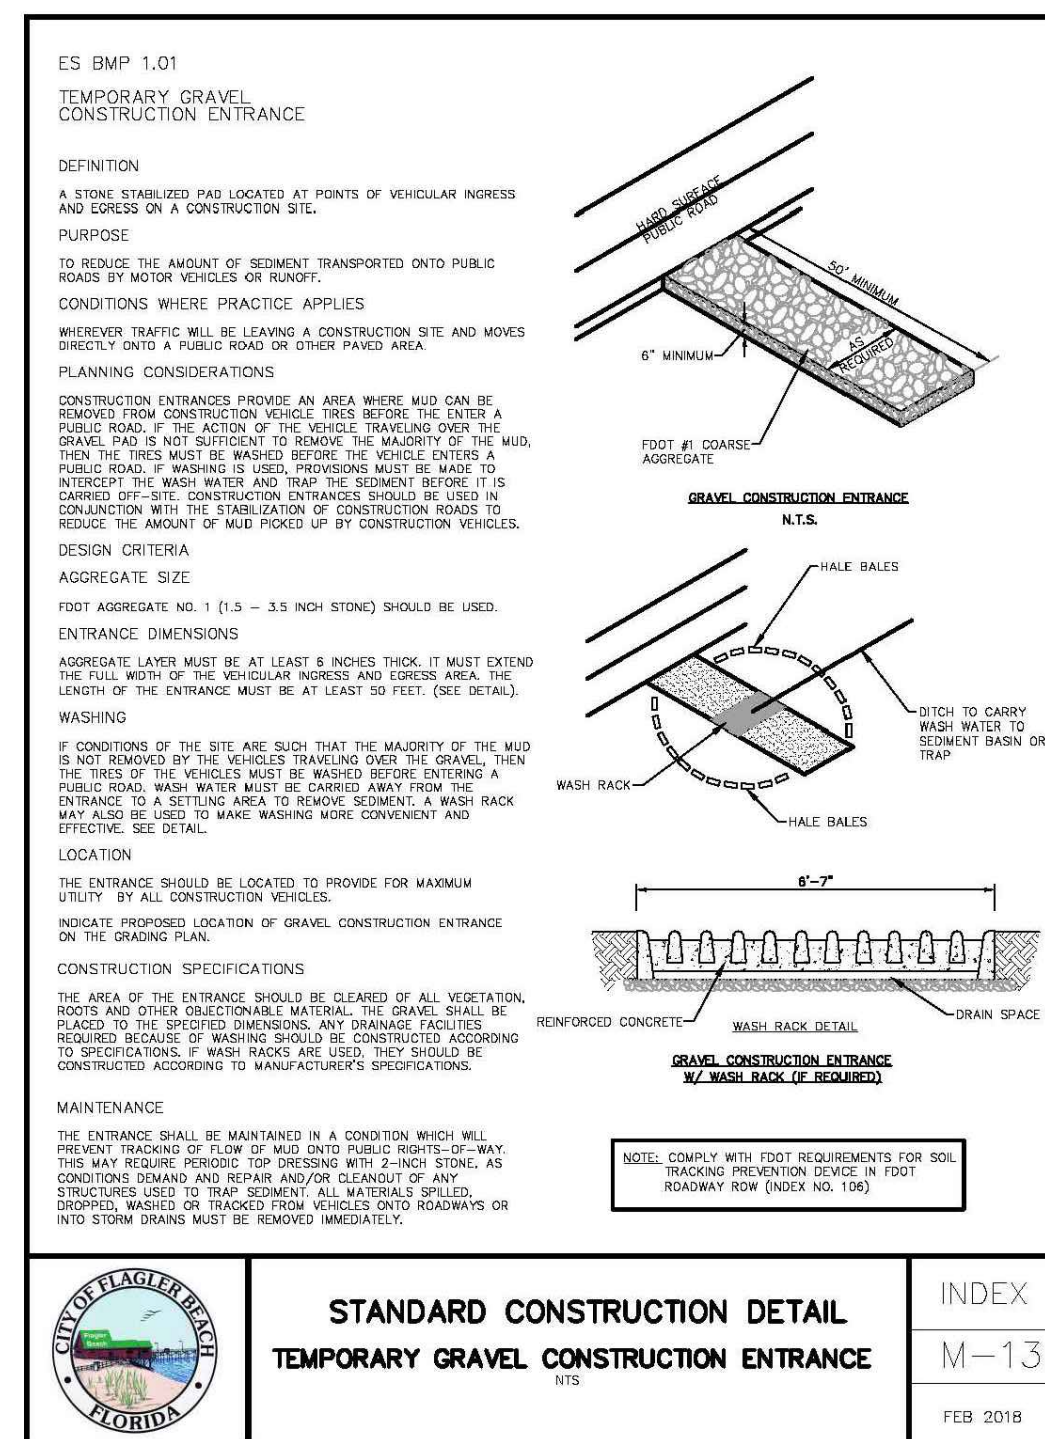 ES BMP 1.01
TEMPORARY GRAVEL
CONSTRUCTION ENTRANCE
DEFINITION
A STONE STABILIZED PAD LOCATED AT POINTS OF VEHICULAR INGRESS
AND EGRESS ON A CONSTRUCTION SITE.
PURPOSE
TO REDUCE THE AMOUNT OF SEDIMENT TRANSPORTED ONTO PUBLIC
ROADS BY MOTOR VEHICLES OR RUNOFF.
CONDITIONS WHERE PRACTICE APPLIES
WHEREVER TRAFFIC WILL BE LEAVING A CONSTRUCTION SITE AND MOVES
DIRECTLY ONTO A PUBLIC ROAD OR OTHER PAVED AREA.
PLANNING CONSIDERATIONS
CONSTRUCTION ENTRANCES PROVIDE AN AREA WHERE MUD CAN BE
REMOVED FROM CONSTRUCTION VEHICLE TIRES BEFORE THE ENTER A
PUBLIC ROAD. IF THE ACTION OF THE VEHICLE TRAVELING OVER THE
GRAVEL PAD IS NOT SUFFICIENT TO REMOVE THE MAJORITY OF THE MUD,
THEN THE TIRES MUST BE WASHED BEFORE THE VEHICLE ENTERS A
PUBLIC ROAD. IF WASHING IS USED, PROVISIONS MUST BE MADE TO
INTERCEPT THE WASH WATER AND TRAP THE SEDIMENT BEFORE IT IS
CARRIED OFF-SITE. CONSTRUCTION ENTRANCES SHOULD BE USED IN
CONJUNCTION WITH THE STABILIZATION OF CONSTRUCTION ROADS TO
REDUCE THE AMOUNT OF MUD PICKED UP BY CONSTRUCTION VEHICLES.
DESIGN CRITERIA
AGGREGATE SIZE
FDOT AGGREGATE NO. 1 (1.5 – 3.5 INCH STONE) SHOULD BE USED.
ENTRANCE DIMENSIONS
AGGREGATE LAYER MUST BE AT LEAST 6 INCHES THICK. IT MUST EXTEND
THE FULL WIDTH OF THE VEHICULAR INGRESS AND EGRESS AREA. THE
LENGTH OF THE ENTRANCE MUST BE AT LEAST 50 FEET. (SEE DETAIL).
WASHING
IF CONDITIONS OF THE SITE ARE SUCH THAT THE MAJORITY OF THE MUD
IS NOT REMOVED BY THE VEHICLES TRAVELING OVER THE GRAVEL, THEN
THE TIRES OF THE VEHICLES MUST BE WASHED BEFORE ENTERING A
PUBLIC ROAD. WASH WATER MUST BE CARRIED AWAY FROM THE
ENTRANCE TO A SETTLING AREA TO REMOVE SEDIMENT. A WASH RACK
MAY ALSO BE USED TO MAKE WASHING MORE CONVENIENT AND
EFFECTIVE. SEE DETAIL.
LOCATION
THE ENTRANCE SHOULD BE LOCATED TO PROVIDE FOR MAXIMUM
UTILITY BY ALL CONSTRUCTION VEHICLES.
INDICATE PROPOSED LOCATION OF GRAVEL CONSTRUCTION ENTRANCE
ON THE GRADING PLAN.
CONSTRUCTION SPECIFICATIONS
THE AREA OF THE ENTRANCE SHOULD BE CLEARED OF ALL VEGETATION,
ROOTS AND OTHER OBJECTIONABLE MATERIAL. THE GRAVEL SHALL BE
PLACED TO THE SPECIFIED DIMENSIONS. ANY DRAINAGE FACILITIES
REQUIRED BECAUSE OF WASHING SHOULD BE CONSTRUCTED ACCORDING
TO SPECIFICATIONS. IF WASH RACKS ARE USED, THEY SHOULD BE
CONSTRUCTED ACCORDING TO MANUFACTURER'S SPECIFICATIONS.
MAINTENANCE
THE ENTRANCE SHALL BE MAINTAINED IN A CONDITION WHICH WILL
PREVENT TRACKING OF FLOW OF MUD ONTO PUBLIC RIGHTS-OF-WAY.
THIS MAY REQUIRE PERIODIC TOP DRESSING WITH 2-INCH STONE, AS
CONDITIONS DEMAND AND REPAIR AND/OR CLEANOUT OF ANY
STRUCTURES USED TO TRAP SEDIMENT. ALL MATERIALS SPILLED,
DROPPED, WASHED OR TRACKED FROM VEHICLES ONTO ROADWAYS OR
INTO STORM DRAINS MUST BE REMOVED IMMEDIATELY.
HARD SURFACE
PUBLIC ROAD
50' MINIMUM
AS
REQUIRED
6" MINIMUM
FDOT #1 COARSE
AGGREGATE
GRAVEL CONSTRUCTION ENTRANCE
N.T.S.
HALE BALES
DITCH TO CARRY
WASH WATER TO
SEDIMENT BASIN OR
TRAP
WASH RACK
HALE BALES
6'-7"
REINFORCED CONCRETE
WASH RACK DETAIL
DRAIN SPACE
GRAVEL CONSTRUCTION ENTRANCE
W/ WASH RACK (IF REQUIRED)
NOTE: COMPLY WITH FDOT REQUIREMENTS FOR SOIL
TRACKING PREVENTION DEVICE IN FDOT
ROADWAY ROW (INDEX NO. 106)
CITY OF FLAGLER BEACH
Flagler
Beach
FLORIDA
STANDARD CONSTRUCTION DETAIL
TEMPORARY GRAVEL CONSTRUCTION ENTRANCE
NTS
INDEX
M-13
FEB 2018